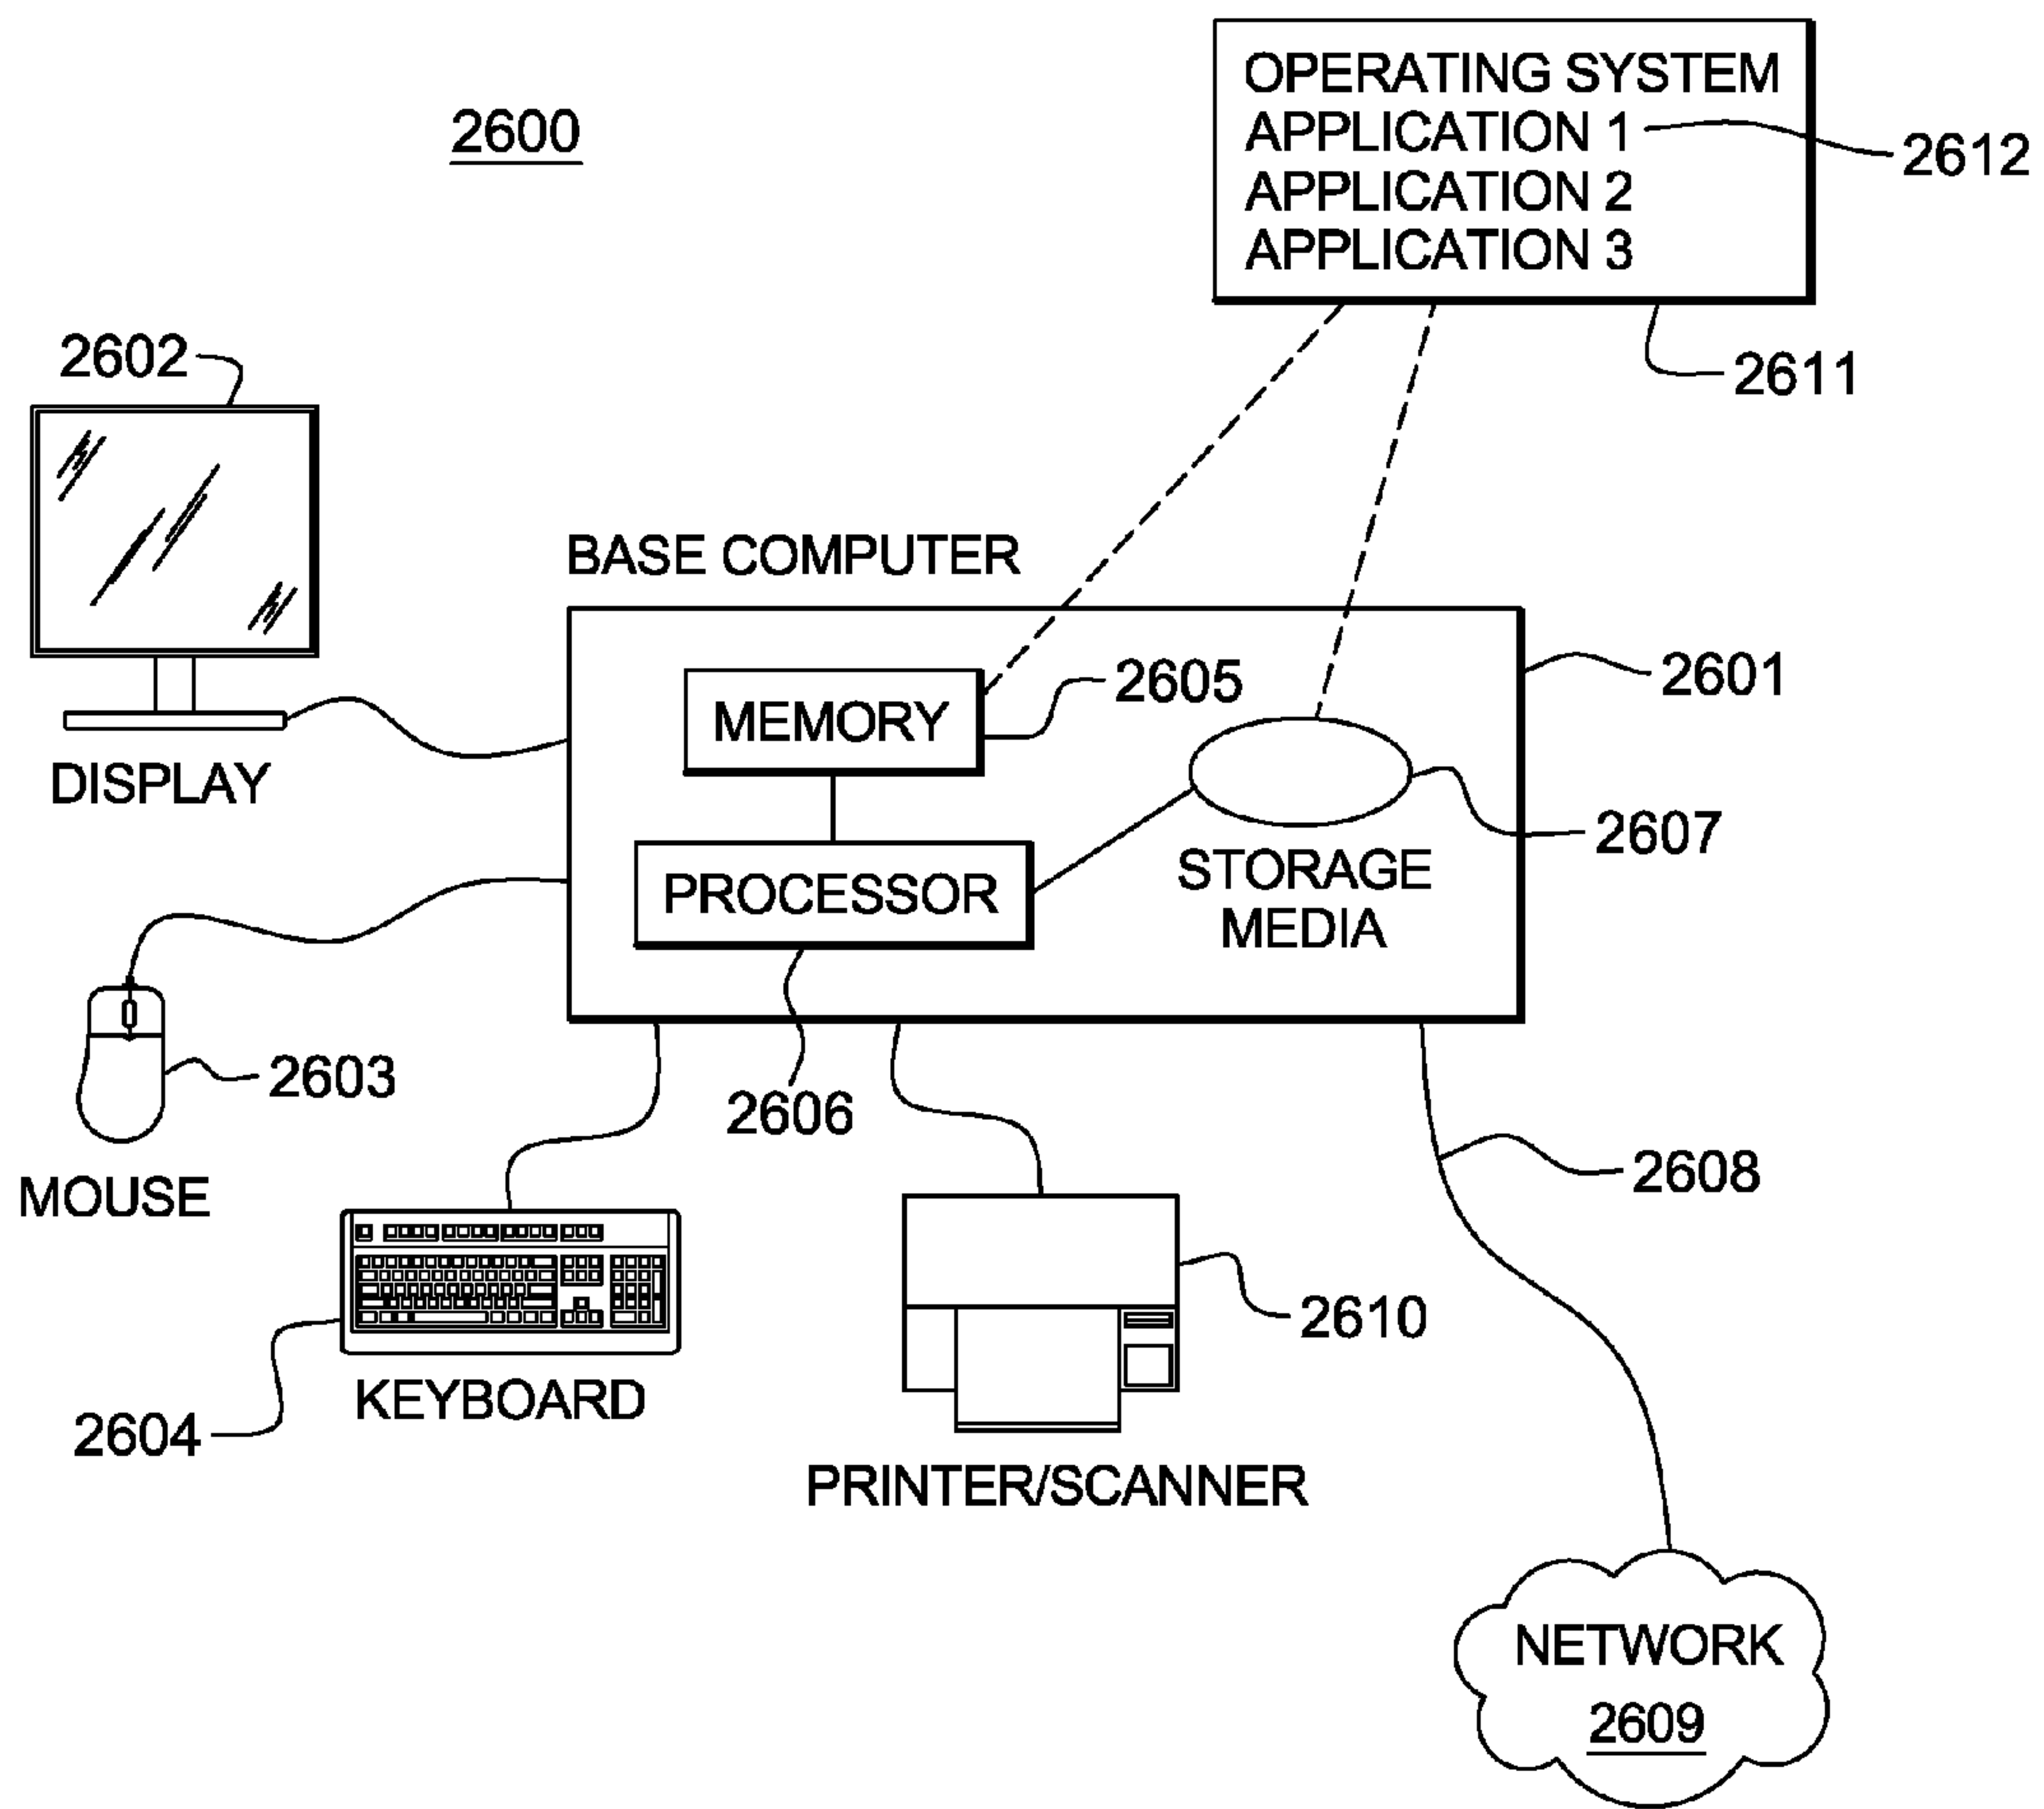 2600
OPERATING SYSTEM
APPLICATION 1
APPLICATION 2
APPLICATION 3
2612
2611
2602
DISPLAY
BASE COMPUTER
2601
MEMORY
2605
PROCESSOR
2607
STORAGE
MEDIA
2603
MOUSE
2606
2608
2604
KEYBOARD
2610
PRINTER/SCANNER
NETWORK
2609